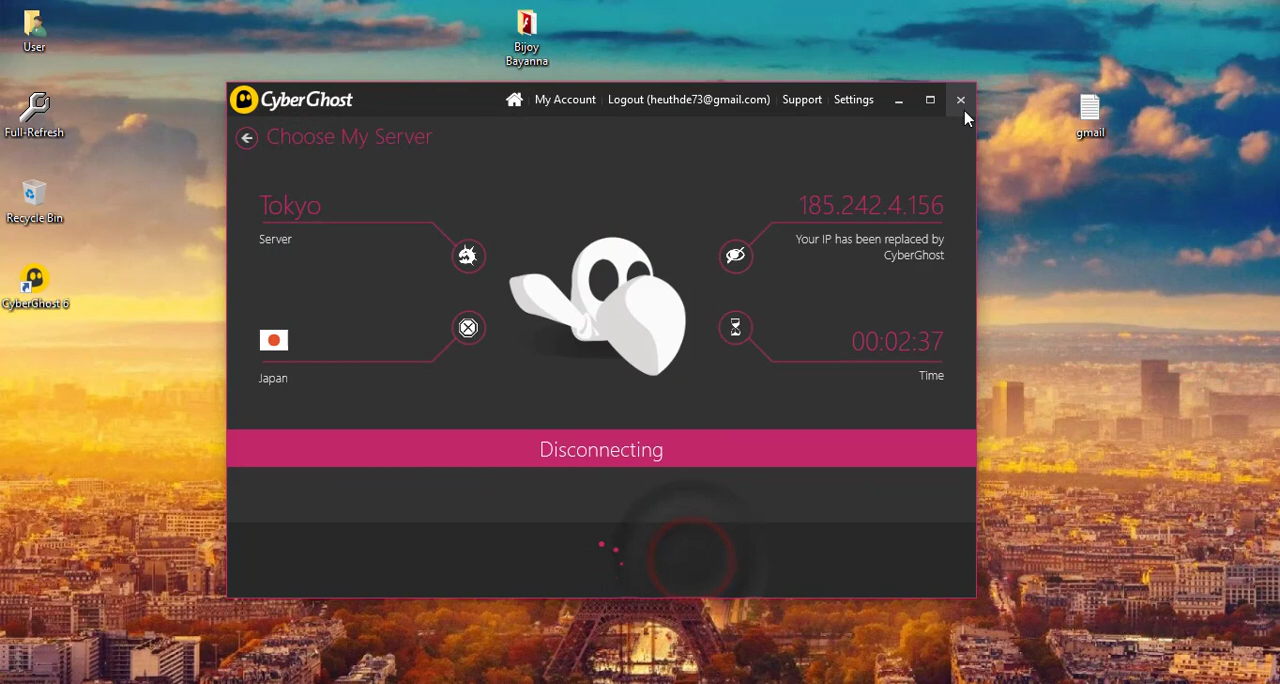 User
Bijoy
Bayanna
Full-Refresh
Recycle Bin
CyberGhost 6
gmail
CyberGhost
My Account
Logout (heuthde73@gmail.com)
Support
Settings
Choose My Server
Tokyo
Server
185.242.4.156
Your IP has been replaced by
CyberGhost
Japan
00:02:37
Time
Disconnecting